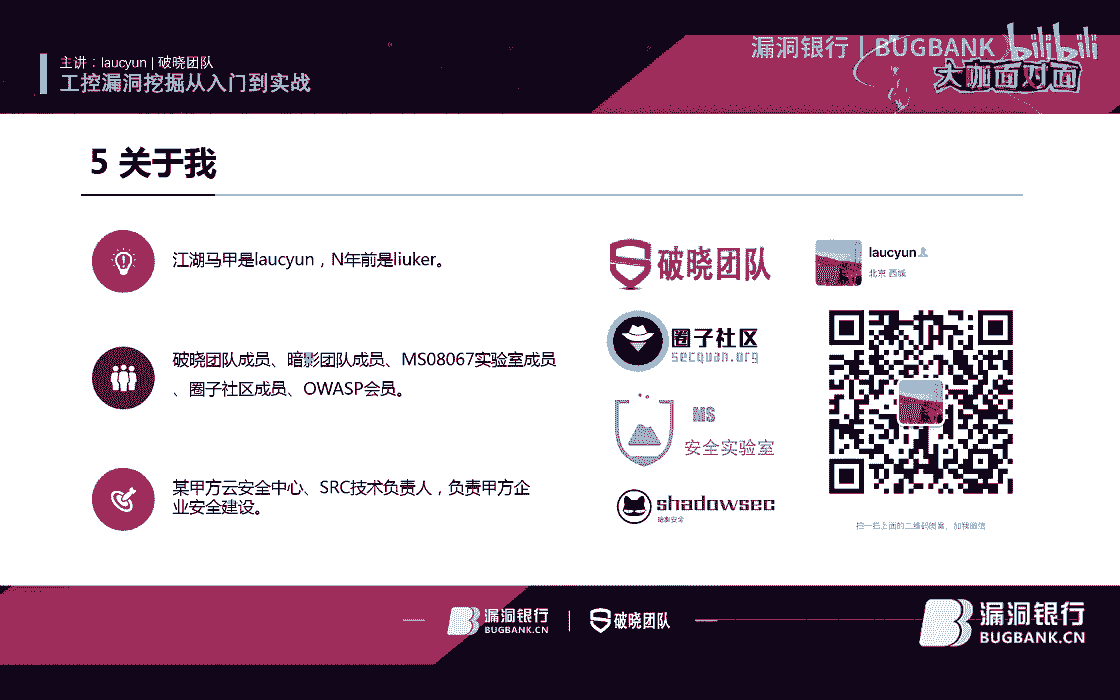 漏洞银行 | BUGBANK
bilibili
大咖面对面
主讲：laucyun | 破晓团队
工控漏洞挖掘从入门到实战
5 关于我
江湖马甲是laucyun，N年前是liuker。
破晓团队成员、暗影团队成员、MS08067实验室成员
、圈子社区成员、OWASP会员。
某甲方云安全中心、SRC技术负责人，负责甲方企
业安全建设。
破晓团队
圈子社区
secquan.org
MS
安全实验室
shadowsec
暗影安全
laucyun
北京 西城
扫一扫上面的二维码图案，加我微信
漏洞银行
BUGBANK.CN
破晓团队
漏洞银行
BUGBANK.CN